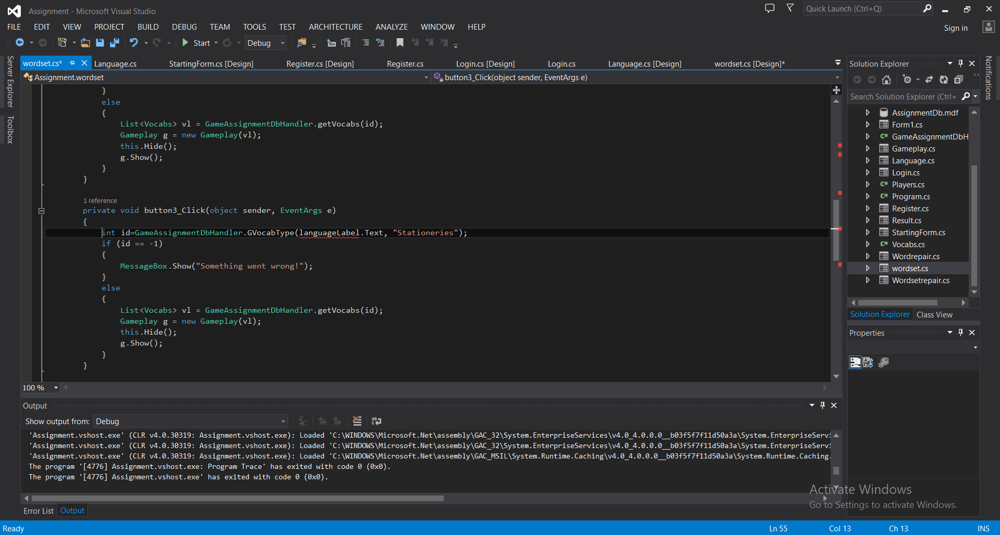 Assignment - Microsoft Visual Studio
Quick Launch (Ctrl+Q)
FILE EDIT VIEW PROJECT BUILD DEBUG TEAM TOOLS TEST ARCHITECTURE ANALYZE WINDOW HELP
Sign in
Start Debug
Server Explorer
Toolbox
wordset.cs* Language.cs StartingForm.cs [Design] Register.cs [Design] Register.cs Login.cs [Design] Login.cs Language.cs [Design] wordset.cs [Design]*
Assignment.wordset button3_Click(object sender, EventArgs e)
}
else
{
List<Vocabs> vl = GameAssignmentDbHandler.getVocabs(id);
Gameplay g = new Gameplay(vl);
this.Hide();
g.Show();
}
}
1 reference
private void button3_Click(object sender, EventArgs e)
{
int id=GameAssignmentDbHandler.GVocabType(languageLabel.Text, "Stationeries");
if (id == -1)
{
MessageBox.Show("Something went wrong!");
}
else
{
List<Vocabs> vl = GameAssignmentDbHandler.getVocabs(id);
Gameplay g = new Gameplay(vl);
this.Hide();
g.Show();
}
}
100 %
Output
Show output from: Debug
'Assignment.vshost.exe' (CLR v4.0.30319: Assignment.vshost.exe): Loaded 'C:\WINDOWS\Microsoft.Net\assembly\GAC_32\System.EnterpriseServices\v4.0_4.0.0.0__b03f5f7f11d50a3a\System.EnterpriseServi
'Assignment.vshost.exe' (CLR v4.0.30319: Assignment.vshost.exe): Loaded 'C:\WINDOWS\Microsoft.Net\assembly\GAC_32\System.EnterpriseServices\v4.0_4.0.0.0__b03f5f7f11d50a3a\System.EnterpriseServi
'Assignment.vshost.exe' (CLR v4.0.30319: Assignment.vshost.exe): Loaded 'C:\WINDOWS\Microsoft.Net\assembly\GAC_MSIL\System.Runtime.Caching\v4.0_4.0.0.0__b03f5f7f11d50a3a\System.Runtime.Caching.
The program '[4776] Assignment.vshost.exe: Program Trace' has exited with code 0 (0x0).
The program '[4776] Assignment.vshost.exe' has exited with code 0 (0x0).
Error List Output
Solution Explorer
Search Solution Explorer (Ctrl+
AssignmentDb.mdf
Form1.cs
GameAssignmentDbH
Gameplay.cs
Language.cs
Login.cs
Players.cs
Program.cs
Register.cs
Result.cs
StartingForm.cs
Vocabs.cs
Wordrepair.cs
wordset.cs
Wordsetrepair.cs
Solution Explorer Class View
Properties
Notifications
Activate Windows
Go to Settings to activate Windows.
Ready Ln 55 Col 13 Ch 13 INS